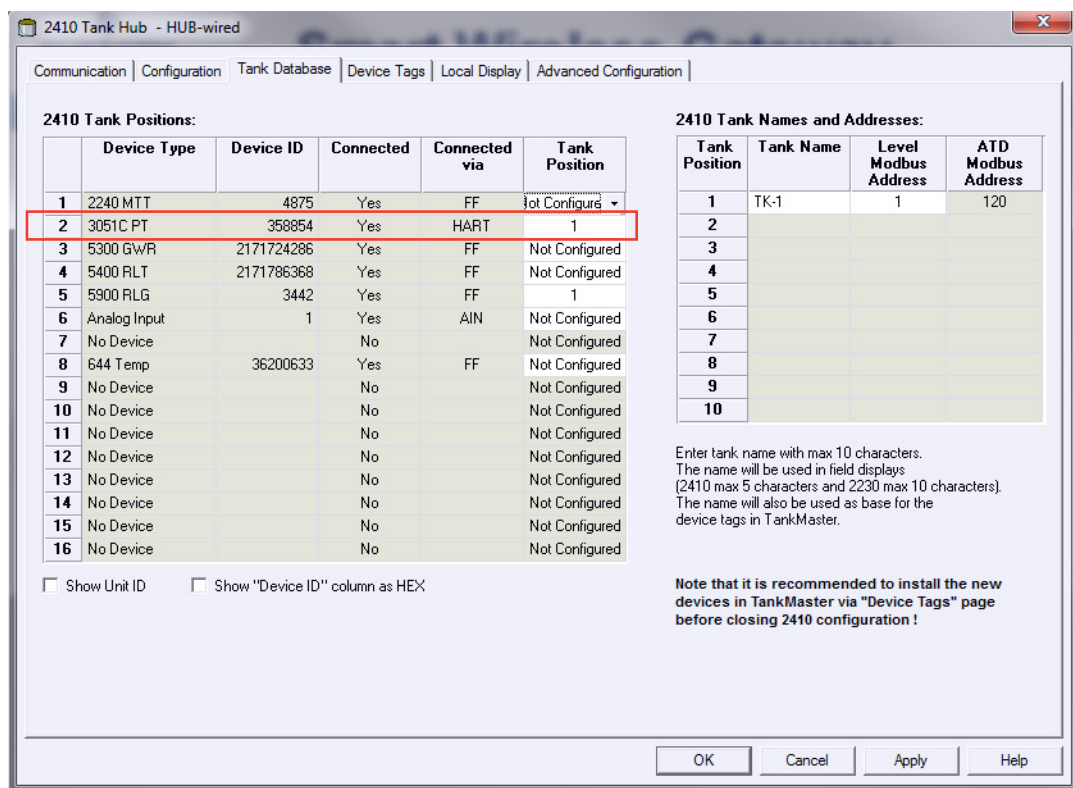 2410 Tank Hub - HUB-wired
Communication Configuration Tank Database Device Tags Local Display Advanced Configuration
2410 Tank Positions:
Device Type Device ID Connected Connected via Tank Position
1 2240 MTT 4875 Yes FF lot Configure
2 3051C PT 358854 Yes HART 1
3 5300 GWR 2171724286 Yes FF Not Configured
4 5400 RLT 2171786368 Yes FF Not Configured
5 5900 RLG 3442 Yes FF 1
6 Analog Input 1 Yes AIN Not Configured
7 No Device No Not Configured
8 644 Temp 36200633 Yes FF Not Configured
9 No Device No Not Configured
10 No Device No Not Configured
11 No Device No Not Configured
12 No Device No Not Configured
13 No Device No Not Configured
14 No Device No Not Configured
15 No Device No Not Configured
16 No Device No Not Configured
Show Unit ID Show "Device ID" column as HEX
2410 Tank Names and Addresses:
Tank Position Tank Name Level Modbus Address ATD Modbus Address
1 TK-1 1 120
2
3
4
5
6
7
8
9
10
Enter tank name with max 10 characters.
The name will be used in field displays
(2410 max 5 characters and 2230 max 10 characters).
The name will also be used as base for the
device tags in TankMaster.
Note that it is recommended to install the new
devices in TankMaster via "Device Tags" page
before closing 2410 configuration !
OK Cancel Apply Help